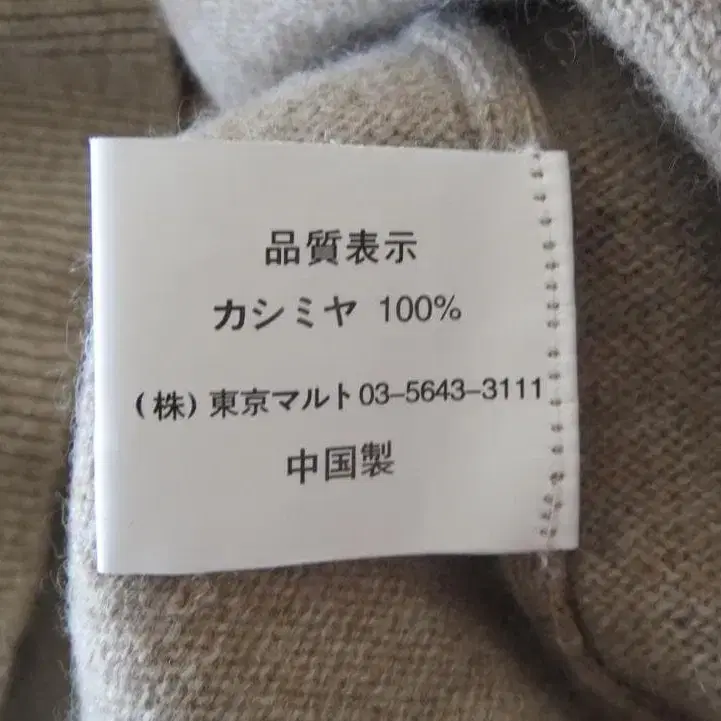 品質表示
カシミヤ 100%
(株) 東京マルト 03-5643-3111
中国製